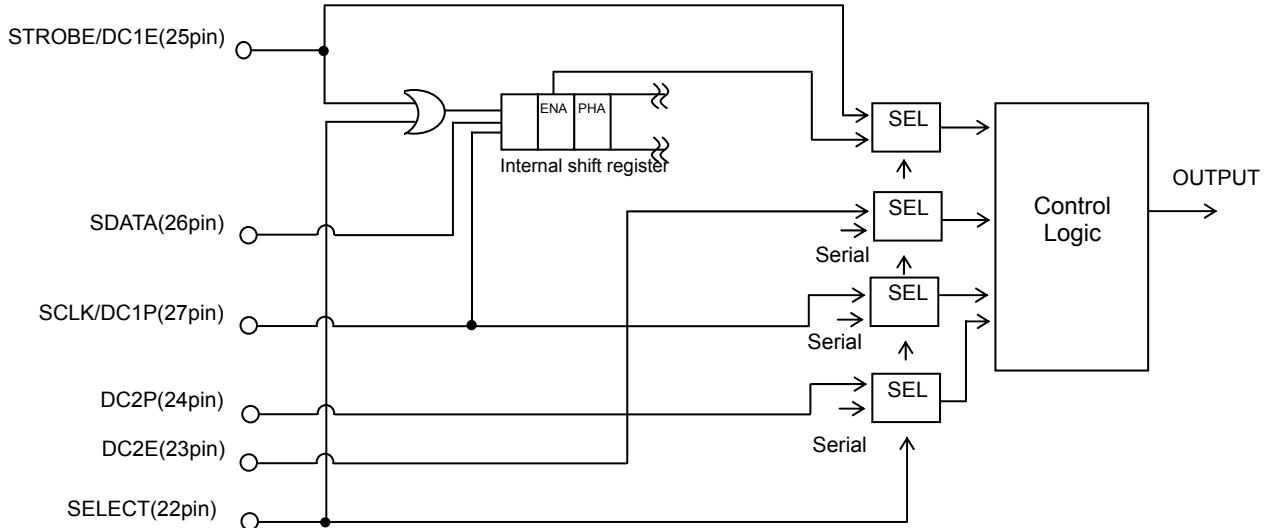 STROBE/DC1E(25pin)
ENA
PHA
SEL
Internal shift register
OUTPUT
SDATA(26pin)
SEL
Control
Logic
Serial
SCLK/DC1P(27pin)
SEL
Serial
DC2P(24pin)
SEL
DC2E(23pin)
Serial
SELECT(22pin)